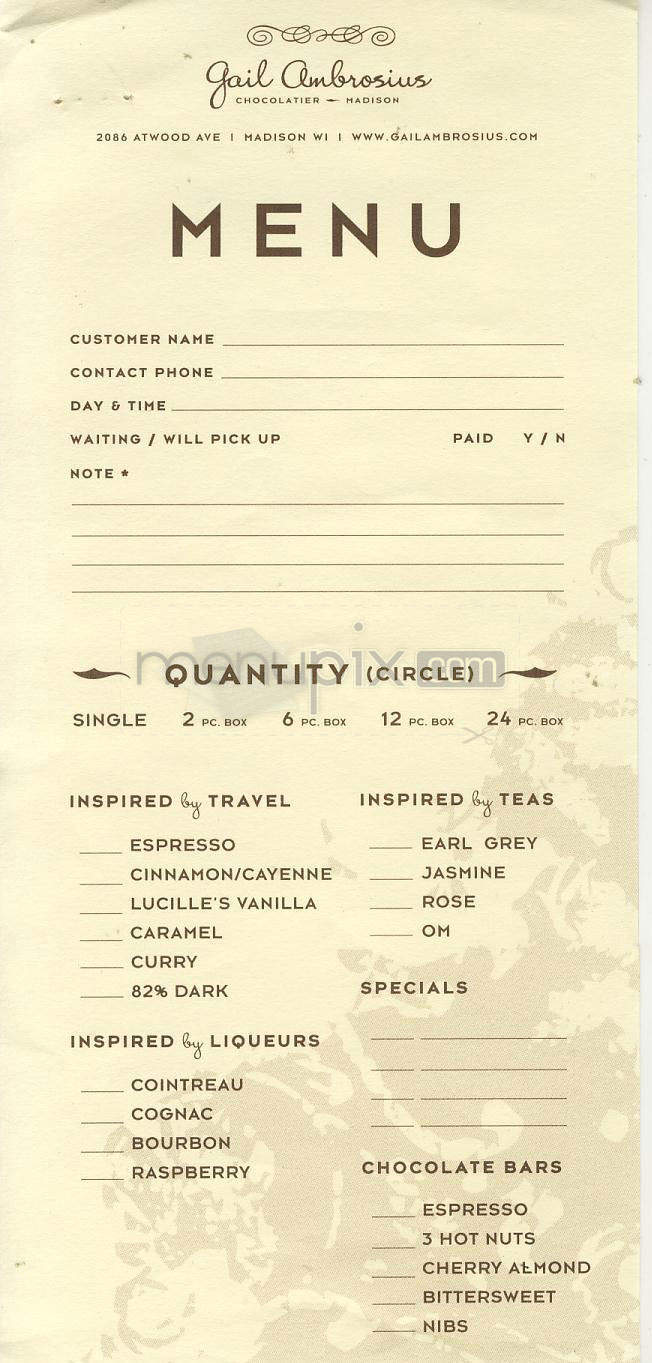 Gail Ambrosius
CHOCOLATIER ~ MADISON
2086 ATWOOD AVE | MADISON WI | WWW.GAILAMBROSIUS.COM
MENU
CUSTOMER NAME
CONTACT PHONE
DAY & TIME
WAITING / WILL PICK UP PAID Y / N
NOTE *
menupix.com
QUANTITY (CIRCLE)
SINGLE 2 PC. BOX 6 PC. BOX 12 PC. BOX 24 PC. BOX
INSPIRED by TRAVEL
ESPRESSO
CINNAMON/CAYENNE
LUCILLE'S VANILLA
CARAMEL
CURRY
82% DARK
INSPIRED by LIQUEURS
COINTREAU
COGNAC
BOURBON
RASPBERRY
INSPIRED by TEAS
EARL GREY
JASMINE
ROSE
OM
SPECIALS
CHOCOLATE BARS
ESPRESSO
3 HOT NUTS
CHERRY ALMOND
BITTERSWEET
NIBS